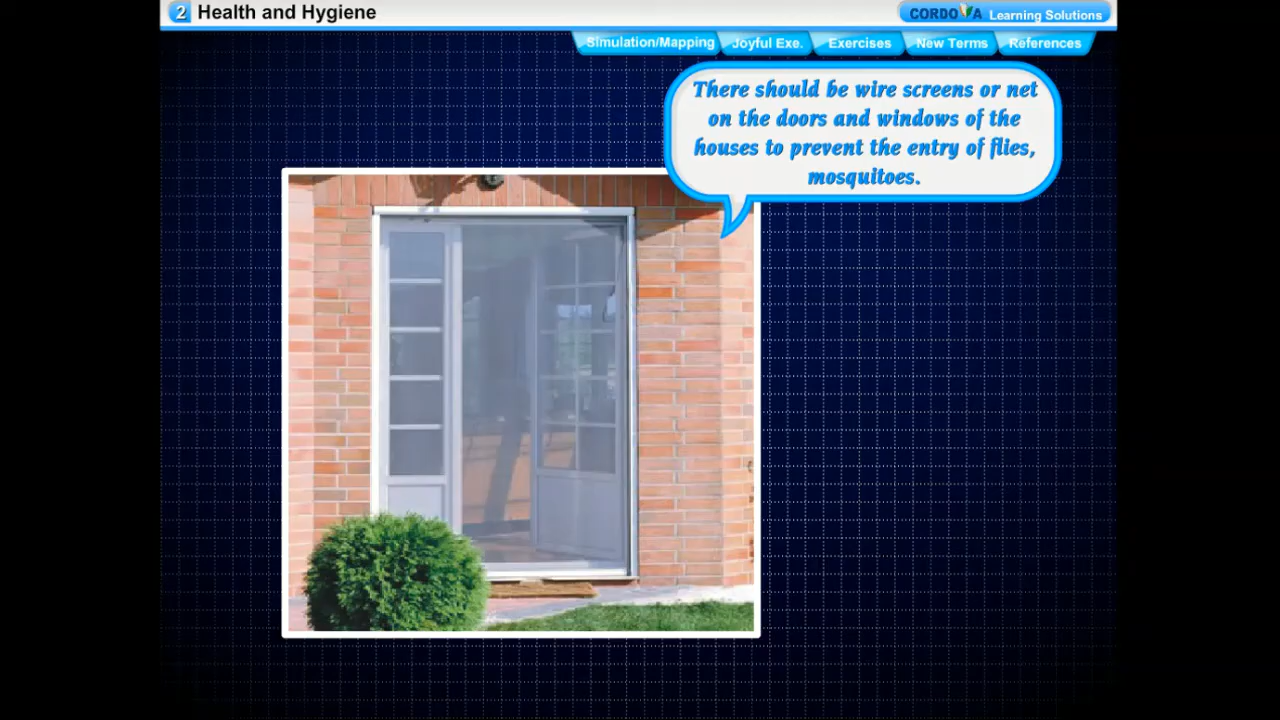 2 Health and Hygiene
CORDOVA Learning Solutions
Simulation/Mapping Joyful Exe. Exercises New Terms References
There should be wire screens or net
on the doors and windows of the
houses to prevent the entry of flies,
mosquitoes.